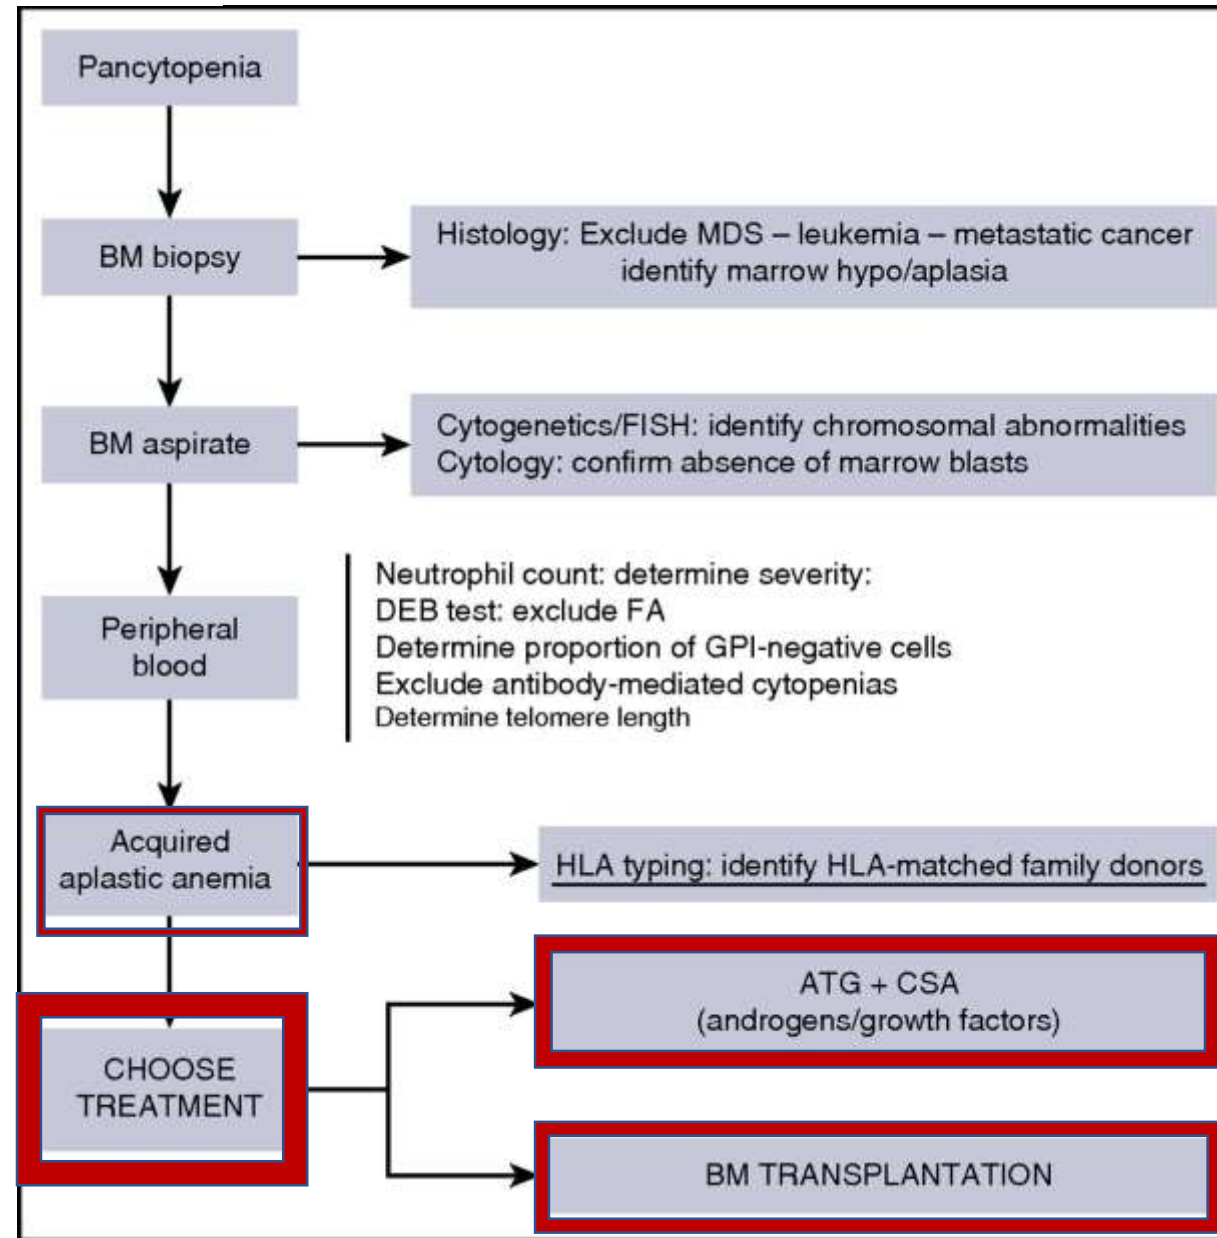 Pancytopenia
BM biopsy
Histology: Exclude MDS – leukemia – metastatic cancer
identify marrow hypo/aplasia
BM aspirate
Cytogenetics/FISH: identify chromosomal abnormalities
Cytology: confirm absence of marrow blasts
Peripheral
blood
Neutrophil count: determine severity:
DEB test: exclude FA
Determine proportion of GPI-negative cells
Exclude antibody-mediated cytopenias
Determine telomere length
Acquired
aplastic anemia
HLA typing: identify HLA-matched family donors
CHOOSE
TREATMENT
ATG + CSA
(androgens/growth factors)
BM TRANSPLANTATION